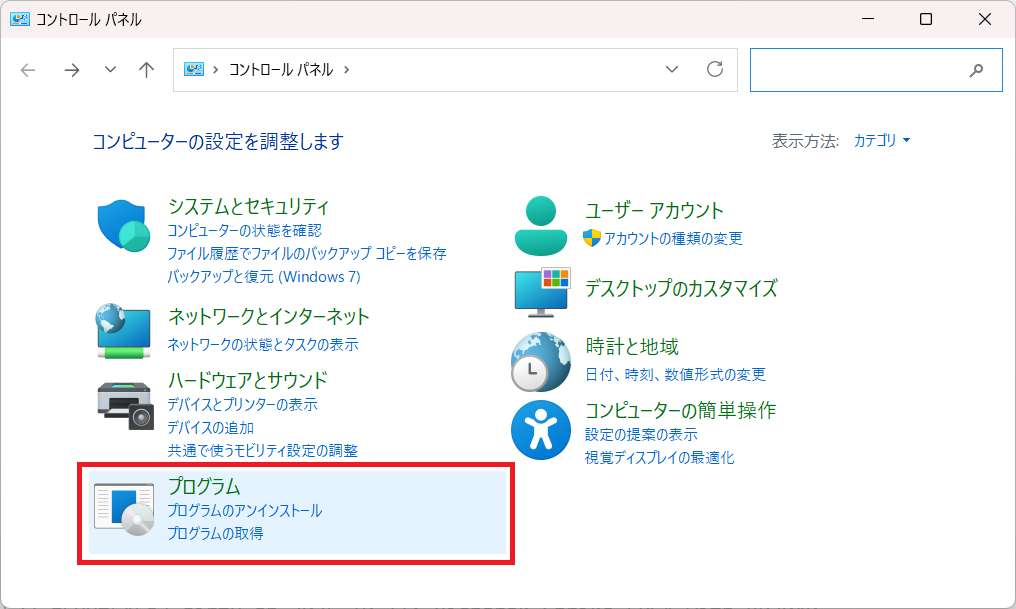 コントロール パネル
コントロール パネル
コンピューターの設定を調整します
表示方法: カテゴリ
システムとセキュリティ
コンピューターの状態を確認
ファイル履歴でファイルのバックアップ コピーを保存
バックアップと復元 (Windows 7)
ネットワークとインターネット
ネットワークの状態とタスクの表示
ハードウェアとサウンド
デバイスとプリンターの表示
デバイスの追加
共通で使うモビリティ設定の調整
プログラム
プログラムのアンインストール
プログラムの取得
ユーザー アカウント
アカウントの種類の変更
デスクトップのカスタマイズ
時計と地域
日付、時刻、数値形式の変更
コンピューターの簡単操作
設定の提案の表示
視覚ディスプレイの最適化